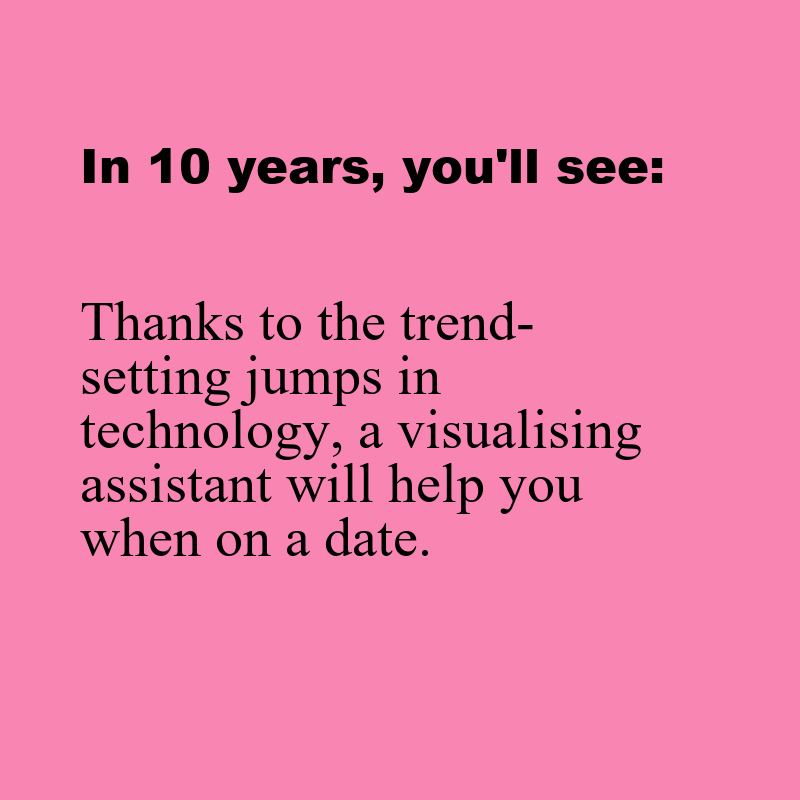 In 10 years, you'll see:
Thanks to the trend-
setting jumps in
technology, a visualising
assistant will help you
when on a date.